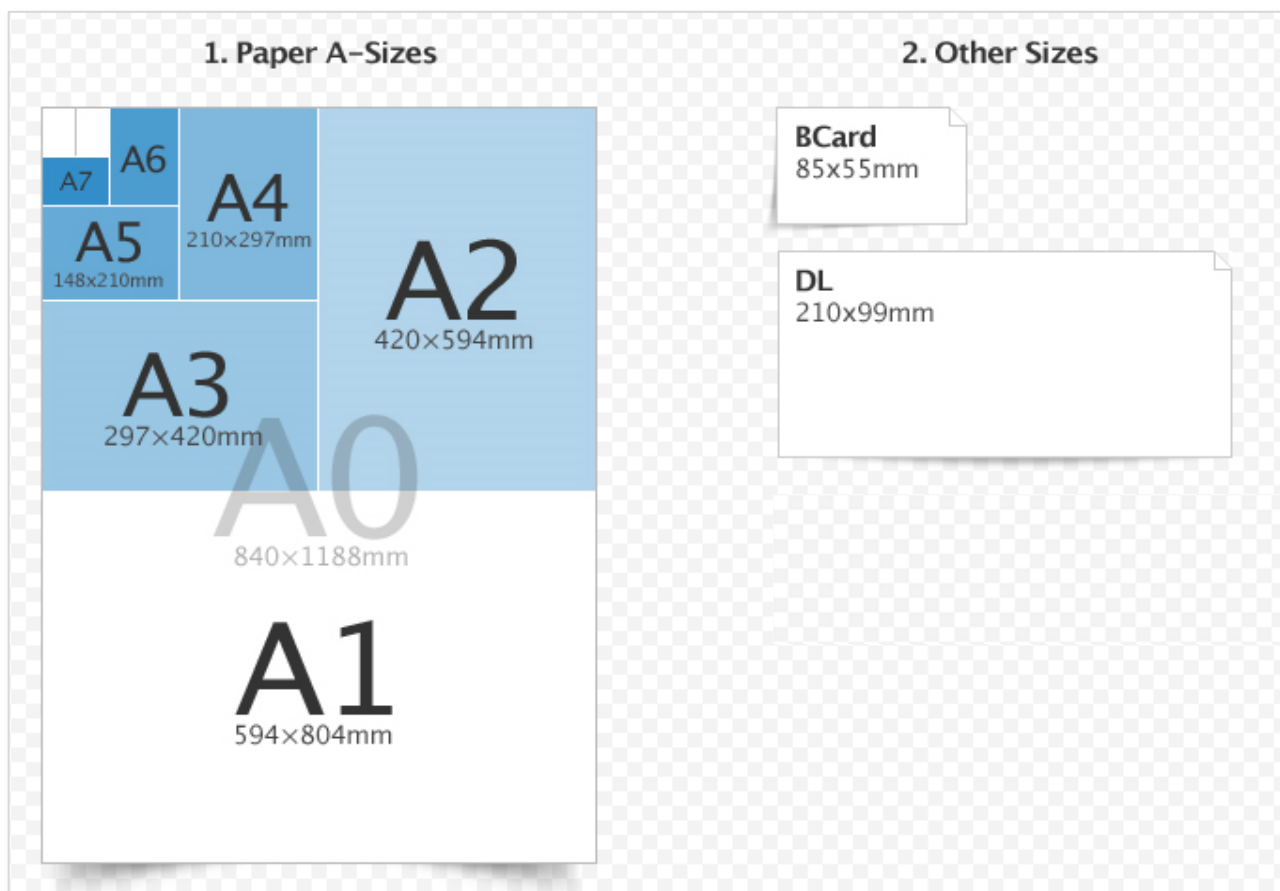 1. Paper A-Sizes
A7
A6
A5
148x210mm
A4
210×297mm
A2
420×594mm
A3
297×420mm
A0
840×1188mm
A1
594×804mm
2. Other Sizes
BCard
85x55mm
DL
210x99mm